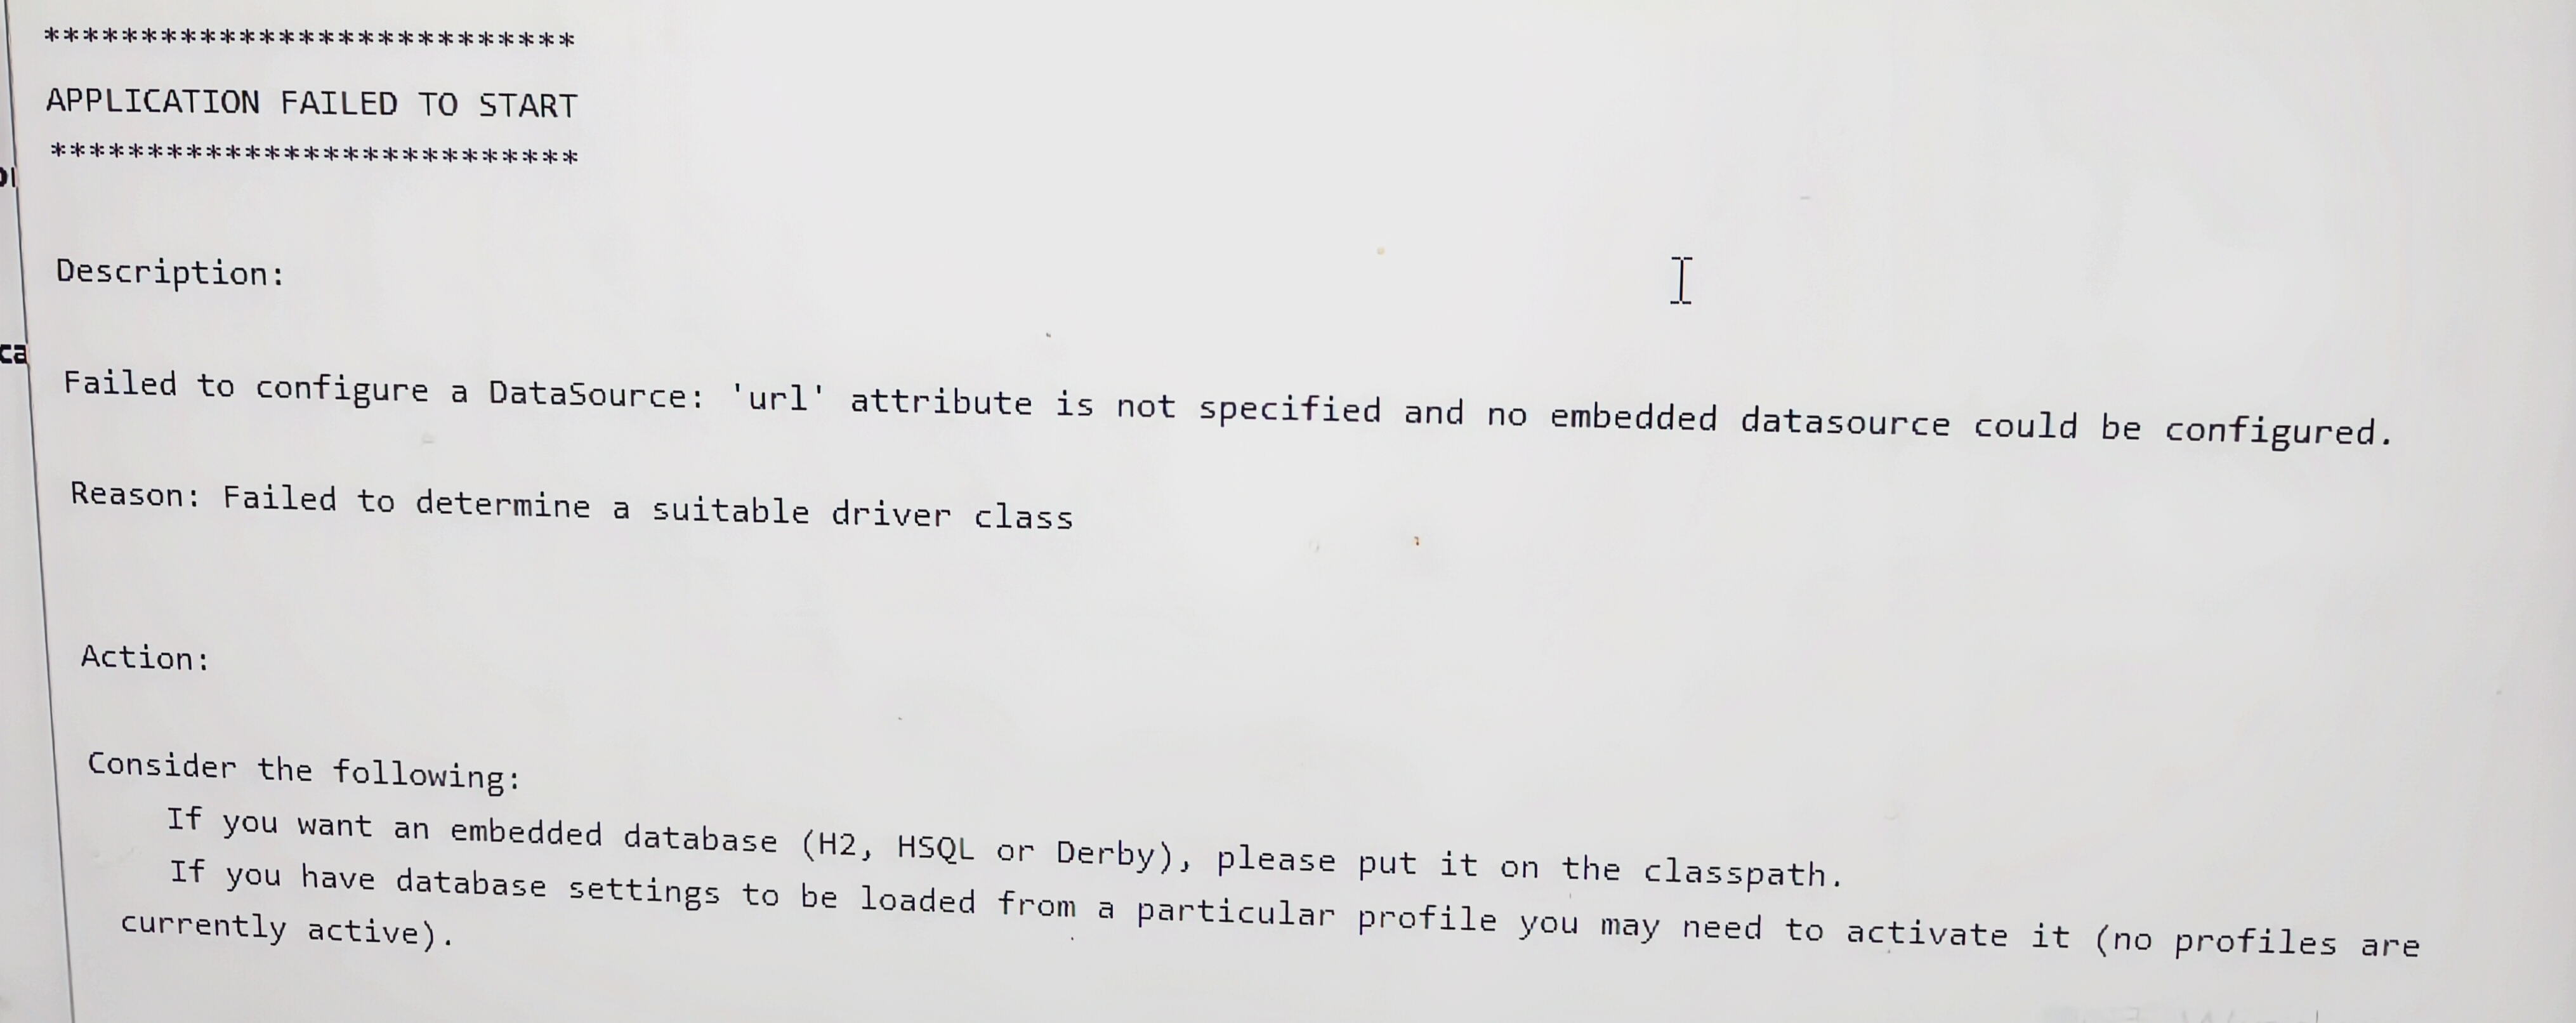 ***************************
APPLICATION FAILED TO START
***************************
Description:
Failed to configure a DataSource: 'url' attribute is not specified and no embedded datasource could be configured.
Reason: Failed to determine a suitable driver class
Action:
Consider the following:
If you want an embedded database (H2, HSQL or Derby), please put it on the classpath.
If you have database settings to be loaded from a particular profile you may need to activate it (no profiles are
currently active).